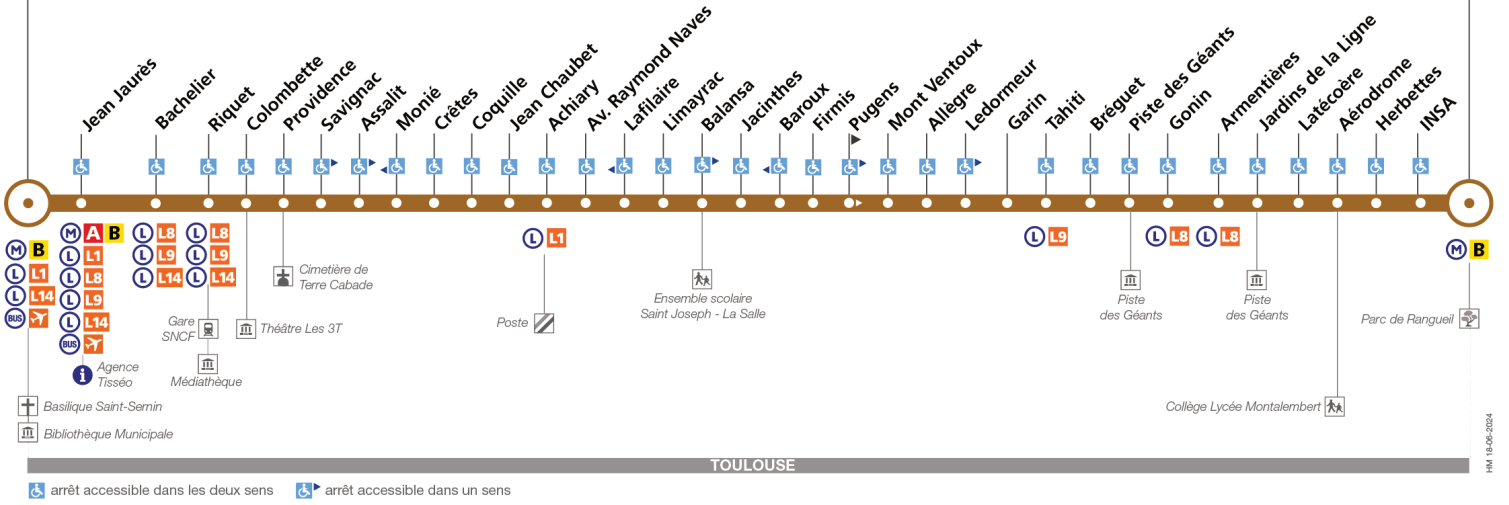 Jean Jaurès
Bachelier
Riquet
Colombette
Providence
Savignac
Assalit
Monié
Crêtes
Coquille
Jean Chaubet
Achiary
Av. Raymond Naves
Lafilaire
Limayrac
Balansa
Jacinthes
Baroux
Firmis
Pugens
Mont Ventoux
Allègre
Ledormeur
Garin
Tahiti
Bréguet
Piste des Géants
Gonin
Armentières
Jardins de la Ligne
Latécoère
Aérodrome
Herbettes
INSA
M B
L L1
L L14
BUS
Basilique Saint-Sernin
Bibliothèque Municipale
M A B
L L1
L L8
L L9
L L14
BUS
i Agence
Tisséo
L L8
L L9
L L14
L L8
L L9
L L14
Gare
SNCF
Médiathèque
Théâtre Les 3T
Cimetière de
Terre Cabade
L L1
Poste
Ensemble scolaire
Saint Joseph - La Salle
L L9
Piste
des Géants
L L8
L L8
Piste
des Géants
Collège Lycée Montalembert
M B
Parc de Rangueil
TOULOUSE
arrêt accessible dans les deux sens
arrêt accessible dans un sens
HM 18-06-2024